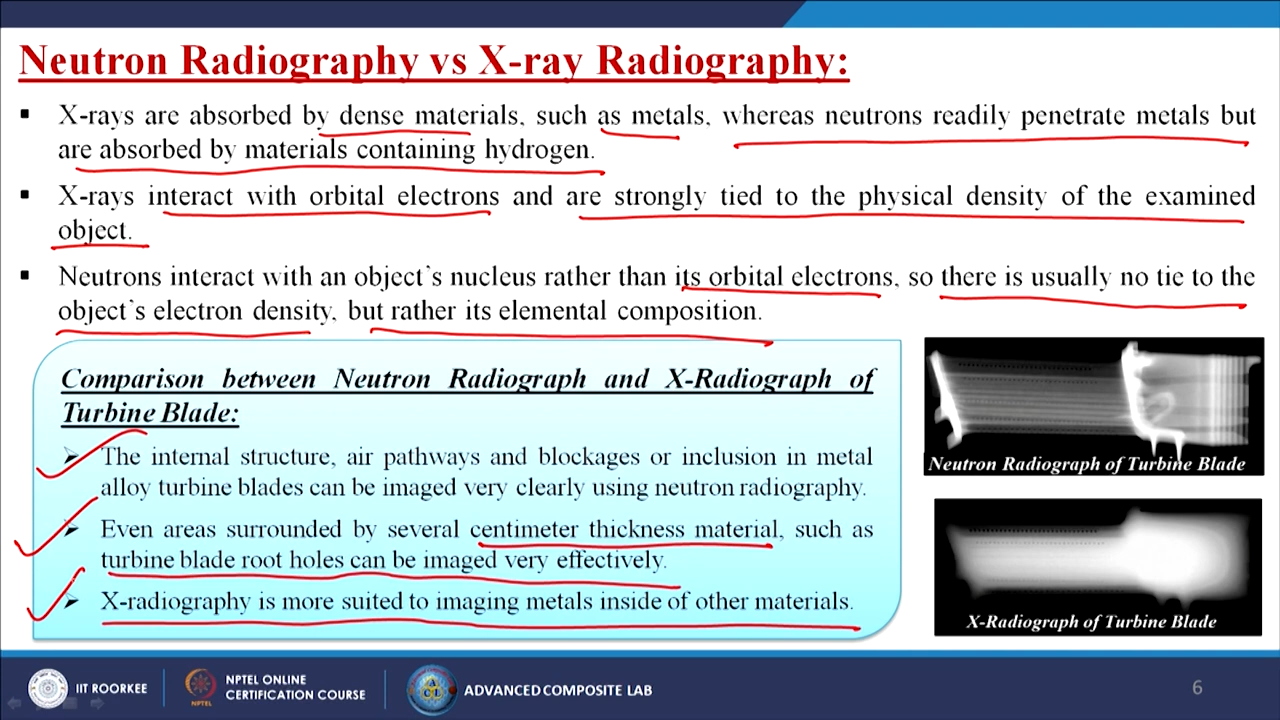 Neutron Radiography vs X-ray Radiography:
▪ X-rays are absorbed by dense materials, such as metals, whereas neutrons readily penetrate metals but
are absorbed by materials containing hydrogen.
▪ X-rays interact with orbital electrons and are strongly tied to the physical density of the examined
object.
▪ Neutrons interact with an object's nucleus rather than its orbital electrons, so there is usually no tie to the
object's electron density, but rather its elemental composition.
Comparison between Neutron Radiograph and X-Radiograph of
Turbine Blade:
➢ The internal structure, air pathways and blockages or inclusion in metal
alloy turbine blades can be imaged very clearly using neutron radiography.
➢ Even areas surrounded by several centimeter thickness material, such as
turbine blade root holes can be imaged very effectively.
➢ X-radiography is more suited to imaging metals inside of other materials.
Neutron Radiograph of Turbine Blade
X-Radiograph of Turbine Blade
IIT ROORKEE
NPTEL ONLINE
CERTIFICATION COURSE
NPTEL
ADVANCED COMPOSITE LAB
6